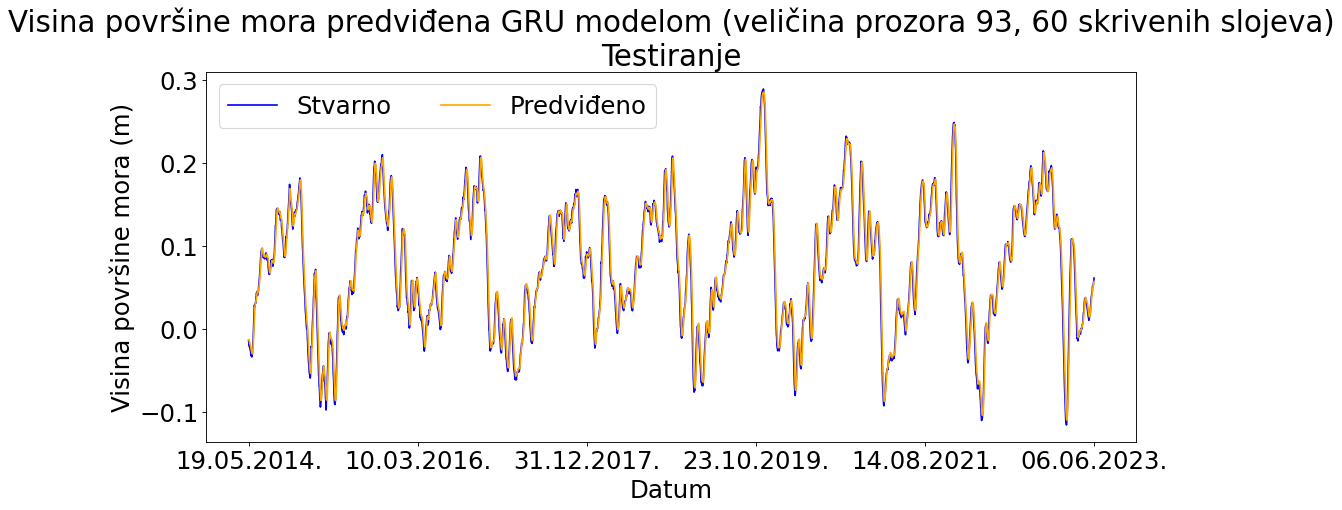 Visina površine mora predviđena GRU modelom (veličina prozora 93, 60 skrivenih slojeva)
Testiranje
Stvarno Predviđeno
Visina površine mora (m)
0.3
0.2
0.1
0.0
−0.1
19.05.2014. 10.03.2016. 31.12.2017. 23.10.2019. 14.08.2021. 06.06.2023.
Datum